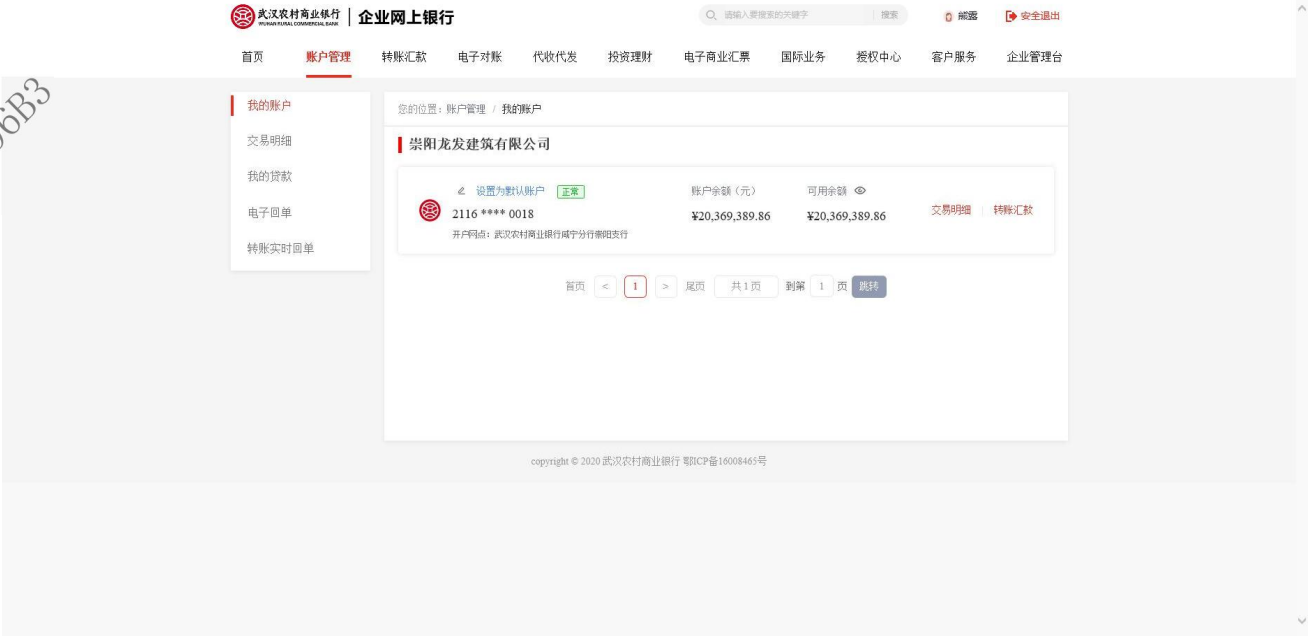 武汉农村商业银行 企业网上银行 请输入要搜索的关键字 搜索 熊露 安全退出
WUHAN RURAL COMMERCIAL BANK
首页 账户管理 转账汇款 电子对账 代收代发 投资理财 电子商业汇票 国际业务 授权中心 客户服务 企业管理台
6B3
我的账户
交易明细
我的贷款
电子回单
转账实时回单
您的位置：账户管理 / 我的账户
崇阳龙发建筑有限公司
设置为默认账户 正常 账户余额（元） 可用余额
2116 **** 0018 ¥20,369,389.86 ¥20,369,389.86 交易明细 转账汇款
开户网点：武汉农村商业银行咸宁分行崇阳支行
首页 < 1 > 尾页 共1页 到第 1 页 跳转
copyright © 2020 武汉农村商业银行 鄂ICP备16008465号